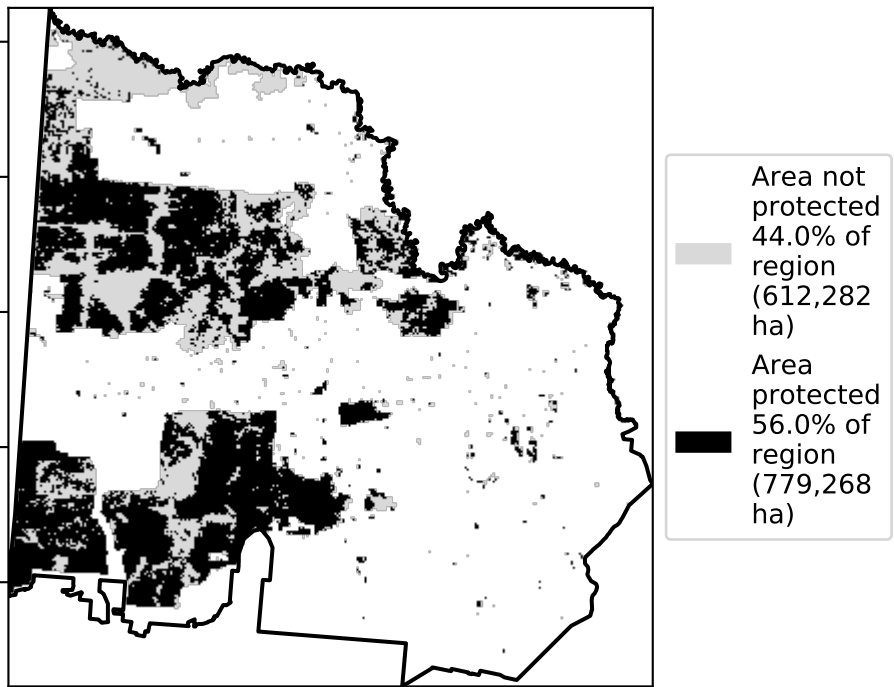 Area not
protected
44.0% of
region
(612,282
ha)
Area
protected
56.0% of
region
(779,268
ha)